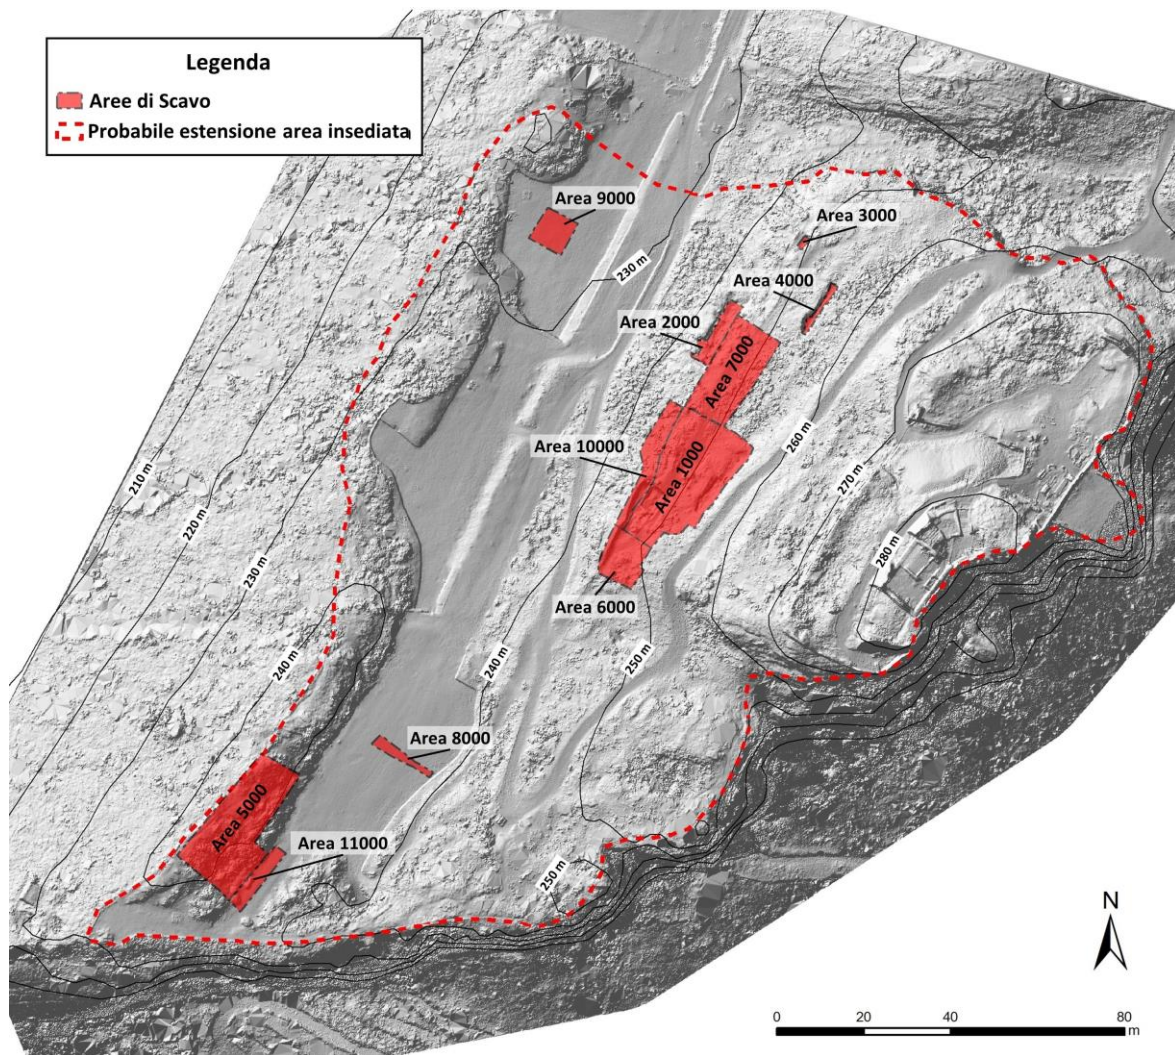 Legenda
Aree di Scavo
Probabile estensione area insediata
Area 9000
Area 3000
230 m
Area 4000
Area 2000
Area 7000
210 m
Area 10000
Area 1000
260 m
270 m
220 m
280 m
230 m
Area 6000
240 m
240 m
250 m
Area 8000
Area 5000
Area 11000
250 m
N
0 20 40 80
m